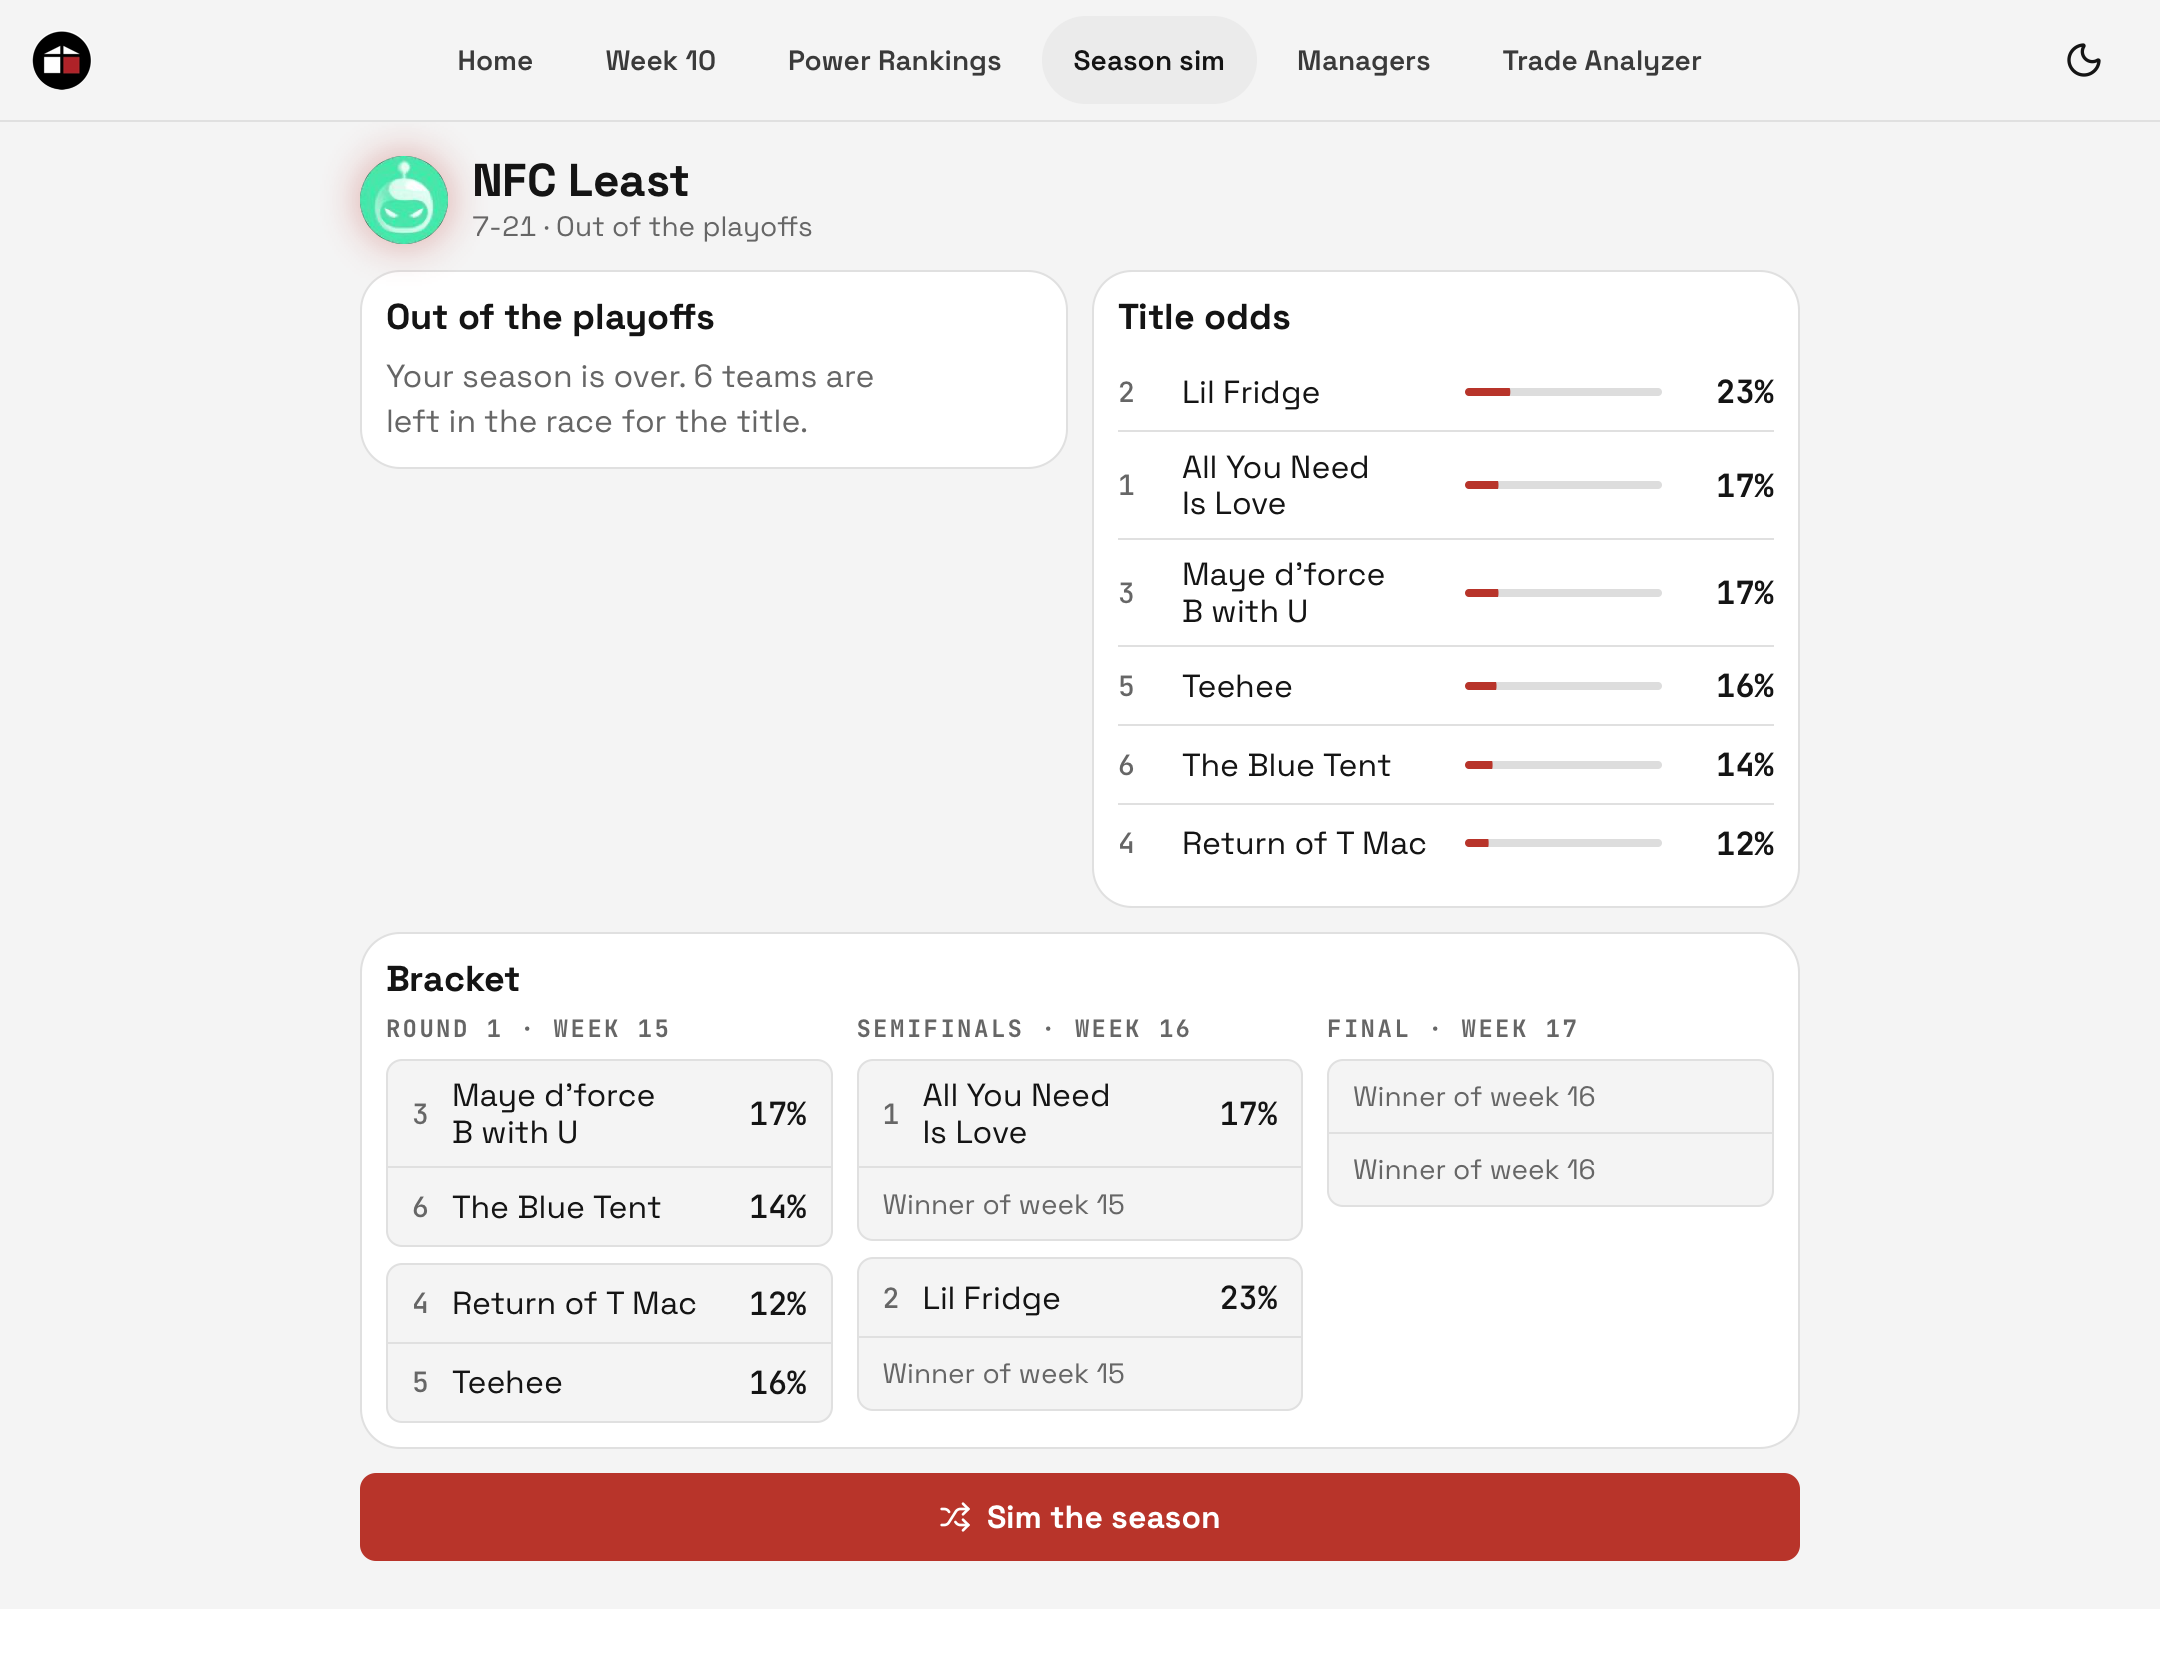 Home
Week 10
Power Rankings
Season sim
Managers
Trade Analyzer
NFC Least
7-21 · Out of the playoffs
Out of the playoffs
Your season is over. 6 teams are
left in the race for the title.
Title odds
2 Lil Fridge 23%
1 All You Need
Is Love 17%
3 Maye d’force
B with U 17%
5 Teehee 16%
6 The Blue Tent 14%
4 Return of T Mac 12%
Bracket
ROUND 1 · WEEK 15
3 Maye d’force
B with U 17%
6 The Blue Tent 14%
4 Return of T Mac 12%
5 Teehee 16%
SEMIFINALS · WEEK 16
1 All You Need
Is Love 17%
Winner of week 15
2 Lil Fridge 23%
Winner of week 15
FINAL · WEEK 17
Winner of week 16
Winner of week 16
Sim the season